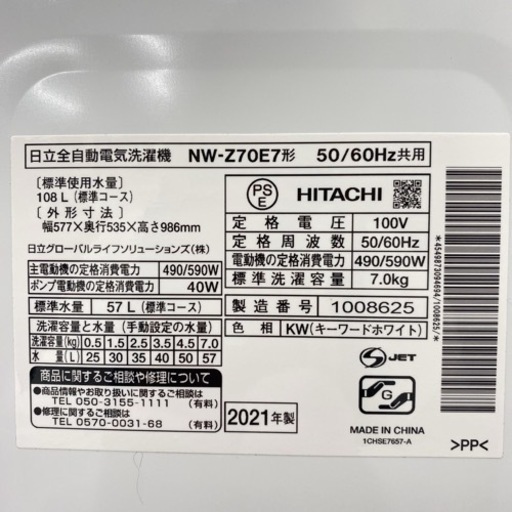 日立全自動電気洗濯機 NW-Z70E7形 50/60Hz共用
〔標準使用水量〕
108 L (標準コース)
〔外形寸法〕
幅577×奥行535×高さ986mm
日立グローバルライフソリューションズ(株)
主電動機の定格消費電力 490/590W
ポンプ電動機の定格消費電力 40W
標準水量 57 L (標準コース)
洗濯容量と水量 (手動設定の水量)
洗濯容量(kg) 0.5 1.5 2.5 3.5 4.5 7.0
水量(L) 25 30 35 40 50 57
商品に関するご相談や修理について
●商品情報やお取り扱いに関するご相談は
TEL 050-3155-1111 (有料)
●修理に関するご相談は
TEL 0570-0031-68 (有料)
PS
E
HITACHI
定格電圧 100V
定格周波数 50/60Hz
電動機の定格消費電力 490/590W
標準洗濯容量 7.0kg
製造番号 1008625
色相 KW(キーワードホワイト)
2021年製
S JET
G
MADE IN CHINA
1CHSE7657-A
*4549873094694/1008625/*
>PP<